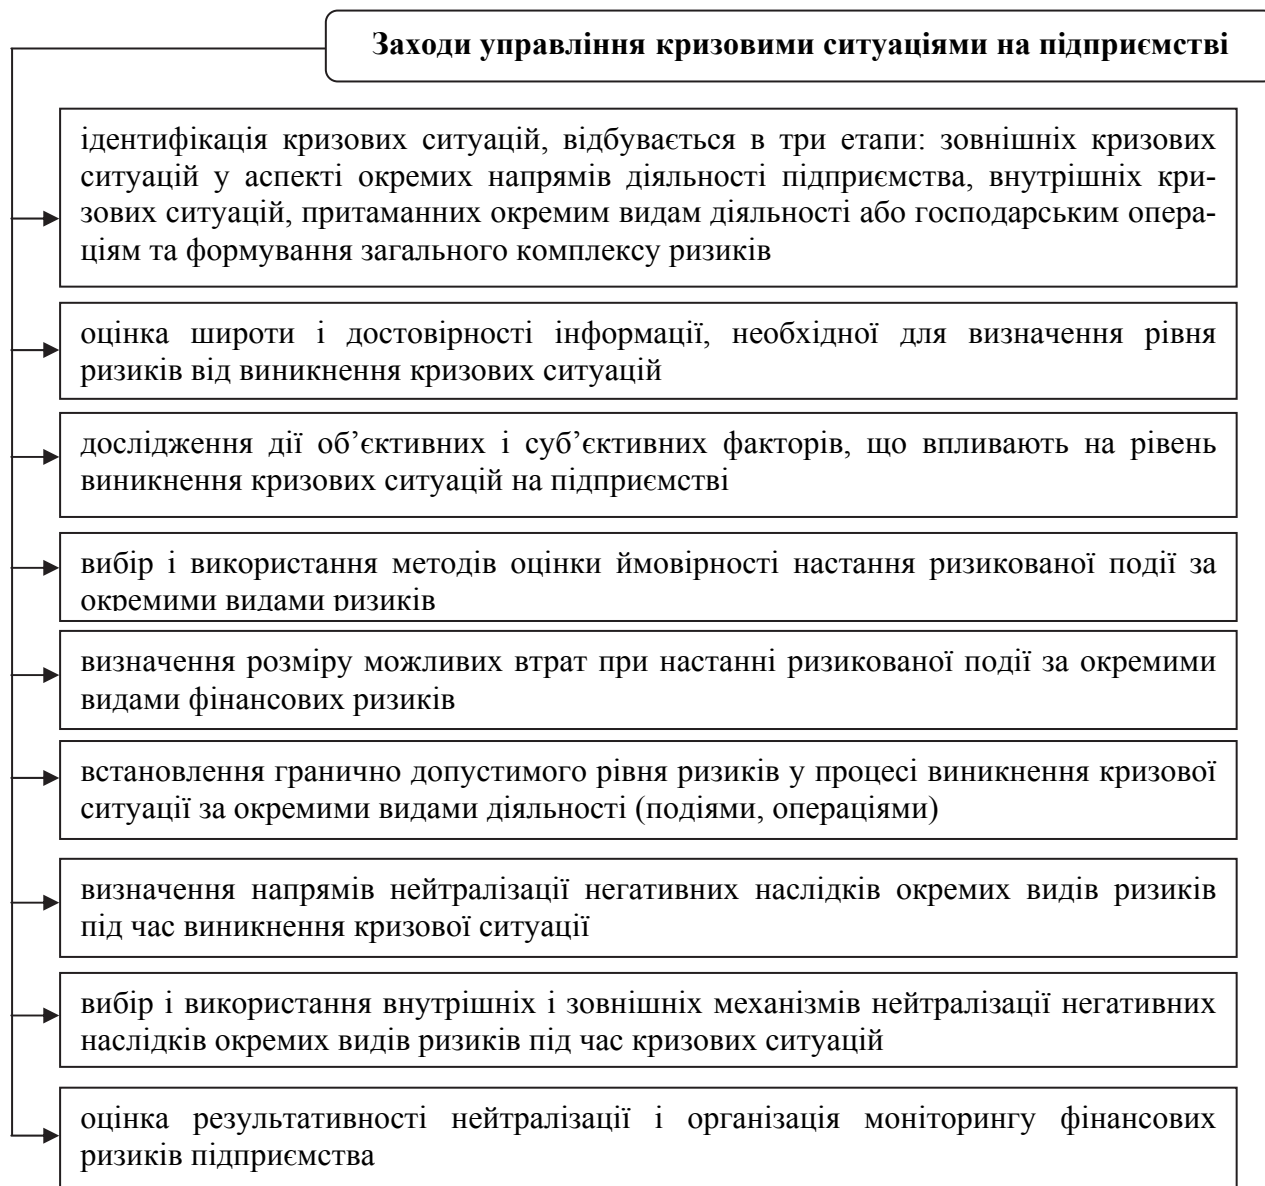 Заходи управління кризовими ситуаціями на підприємстві
ідентифікація кризових ситуацій, відбувається в три етапи: зовнішніх кризових
ситуацій у аспекті окремих напрямів діяльності підприємства, внутрішніх кри-
зових ситуацій, притаманних окремим видам діяльності або господарським опера-
ціям та формування загального комплексу ризиків
оцінка широти і достовірності інформації, необхідної для визначення рівня
ризиків від виникнення кризових ситуацій
дослідження дії об’єктивних і суб’єктивних факторів, що впливають на рівень
виникнення кризових ситуацій на підприємстві
вибір і використання методів оцінки ймовірності настання ризикованої події за
окремими видами ризиків
визначення розміру можливих втрат при настанні ризикованої події за окремими
видами фінансових ризиків
встановлення гранично допустимого рівня ризиків у процесі виникнення кризової
ситуації за окремими видами діяльності (подіями, операціями)
визначення напрямів нейтралізації негативних наслідків окремих видів ризиків
під час виникнення кризової ситуації
вибір і використання внутрішніх і зовнішніх механізмів нейтралізації негативних
наслідків окремих видів ризиків під час кризових ситуацій
оцінка результативності нейтралізації і організація моніторингу фінансових
ризиків підприємства